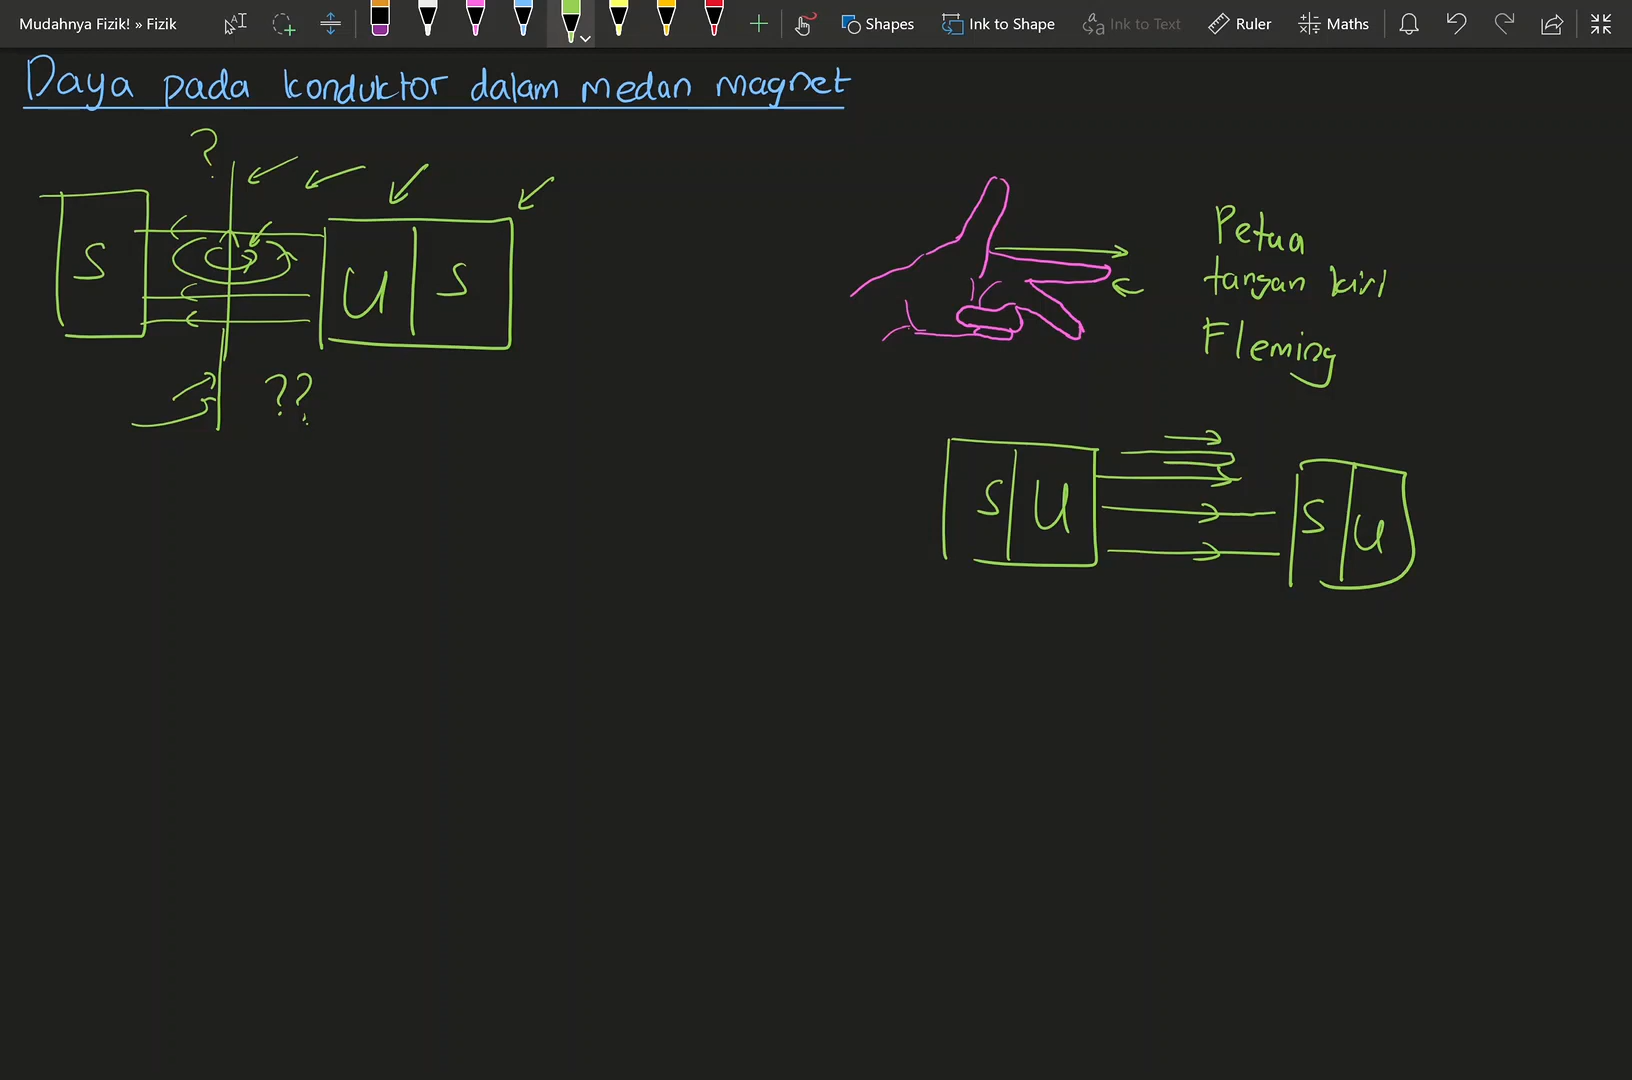 Mudahnya Fizik! » Fizik
Shapes
Ink to Shape
Ink to Text
Ruler
Maths
Daya pada konduktor dalam medan magnet
?
S
U S
??
Petua
tangan kiri
Fleming
S U
S U